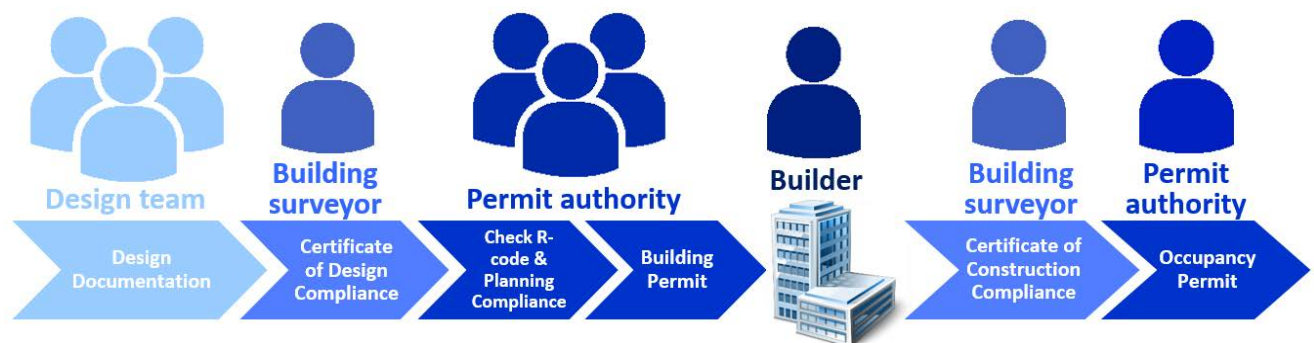 Design team
Building
surveyor
Permit authority
Builder
Building
surveyor
Permit
authority
Design
Documentation
Certificate
of Design
Compliance
Check R-
code &
Planning
Compliance
Building
Permit
Certificate of
Construction
Compliance
Occupancy
Permit